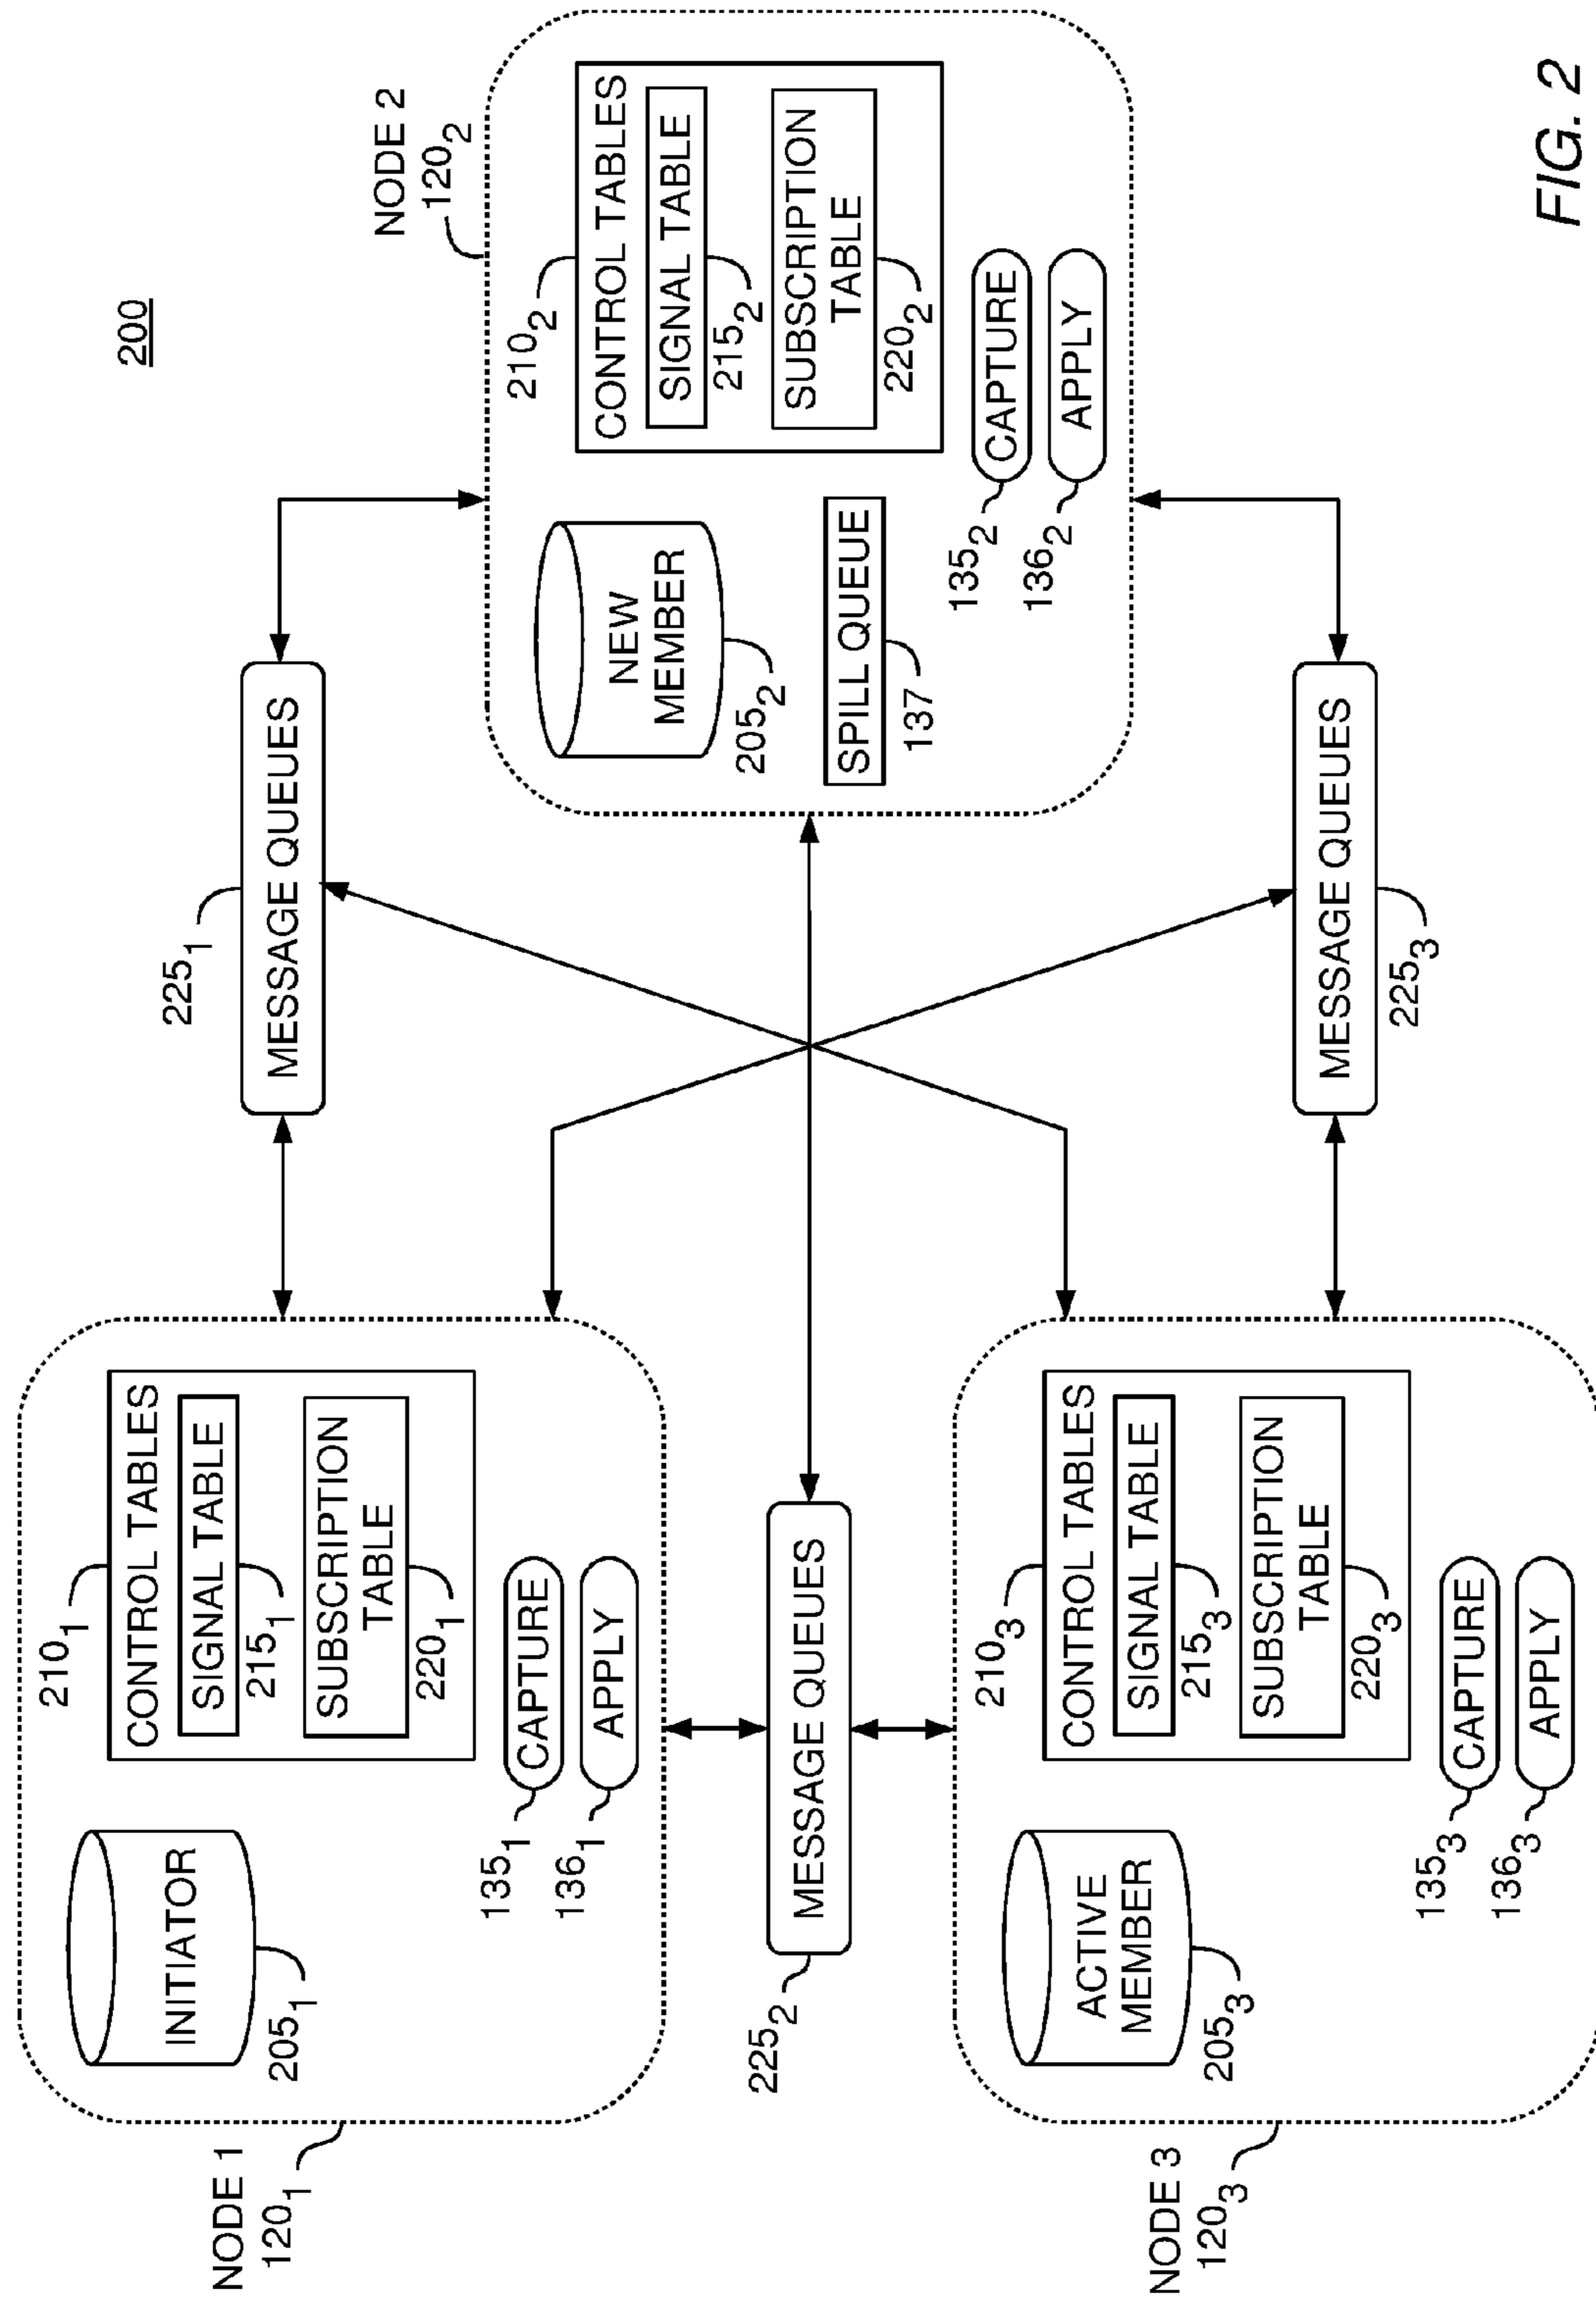 200
NODE 1
120₁
INITIATOR
205₁
210₁
CONTROL TABLES
SIGNAL TABLE
215₁
SUBSCRIPTION
TABLE
220₁
135₁
CAPTURE
136₁
APPLY
225₁
MESSAGE QUEUES
NODE 2
120₂
NEW
MEMBER
205₂
SPILL QUEUE
137
210₂
CONTROL TABLES
SIGNAL TABLE
215₂
SUBSCRIPTION
TABLE
220₂
135₂
CAPTURE
136₂
APPLY
MESSAGE QUEUES
225₂
NODE 3
120₃
ACTIVE
MEMBER
205₃
210₃
CONTROL TABLES
SIGNAL TABLE
215₃
SUBSCRIPTION
TABLE
220₃
135₃
CAPTURE
136₃
APPLY
MESSAGE QUEUES
225₃
FIG. 2